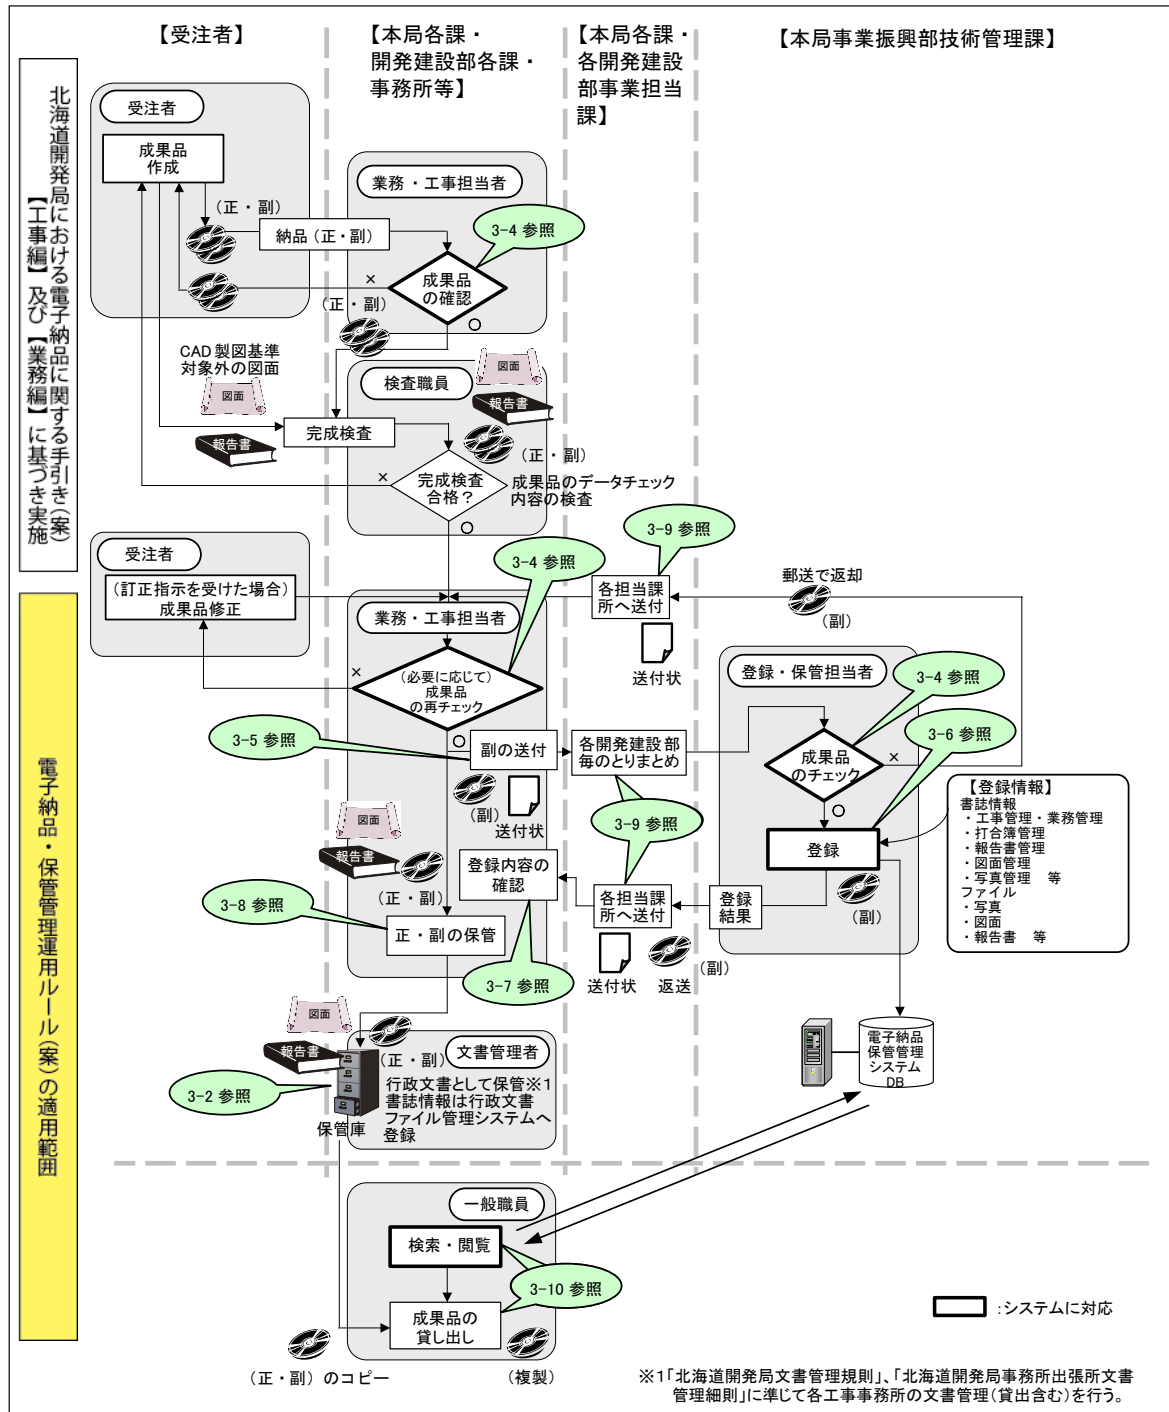 【受注者】
【本局各課・
開発建設部各課・
事務所等】
【本局各課・
各開発建設
部事業担当
課】
【本局事業振興部技術管理課】
北海道開発局における電子納品に関する手引き(案)
【工事編】及び【業務編】に基づき実施
受注者
成果品
作成
(正・副)
納品(正・副)
業務・工事担当者
3-4 参照
成果品
の確認
×
(正・副)
○
CAD製図基準
対象外の図面
図面
報告書
検査職員
図面
報告書
完成検査
(正・副)
×
完成検査
合格?
成果品のデータチェック
内容の検査
○
電子納品・保管管理運用ルール(案)の適用範囲
受注者
(訂正指示を受けた場合)
成果品修正
3-4 参照
3-9 参照
各担当課
所へ送付
郵送で返却
(副)
送付状
業務・工事担当者
×
(必要に応じて)
成果品
の再チェック
登録・保管担当者
3-4 参照
3-6 参照
3-5 参照
○
副の送付
各開発建設部
毎のとりまとめ
成果品
のチェック
×
(副)
送付状
○
【登録情報】
書誌情報
・工事管理・業務管理
・打合簿管理
・報告書管理
・図面管理
・写真管理 等
ファイル
・写真
・図面
・報告書 等
図面
報告書
(正・副)
3-9 参照
登録
登録内容の
確認
各担当課
所へ送付
登録
結果
(副)
3-8 参照
正・副の保管
3-7 参照
送付状
返送
(副)
図面
報告書
(正・副)
文書管理者
3-2 参照
保管庫
行政文書として保管※1
書誌情報は行政文書
ファイル管理システムへ
登録
電子納品
保管管理
システム
DB
一般職員
検索・閲覧
3-10 参照
成果品の
貸し出し
(正・副)のコピー
(複製)
:システムに対応
※1「北海道開発局文書管理規則」、「北海道開発局事務所出張所文書
管理細則」に準じて各工事事務所の文書管理(貸出含む)を行う。